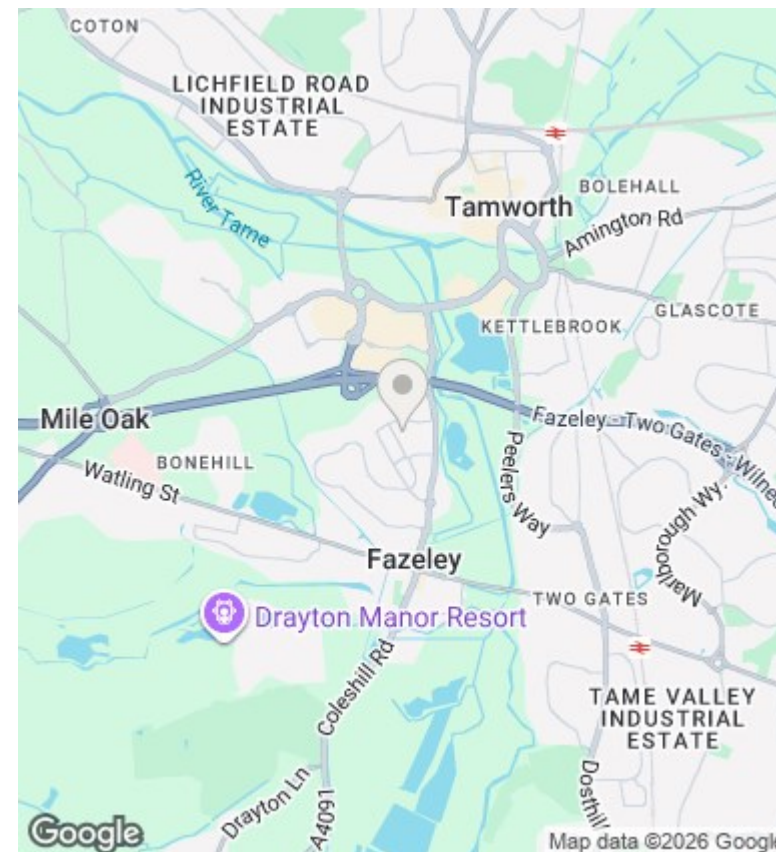 COTON
LICHFIELD ROAD
INDUSTRIAL
ESTATE
River Tame
Tamworth
BOLEHALL
Amington Rd
GLASCOTE
KETTLEBROOK
Mile Oak
BONEHILL
Watling St
Fazeley - Two Gates - Wilnec
Peelers Way
Marlborough Wy.
Fazeley
TWO GATES
Drayton Manor Resort
Coleshill Rd
TAME VALLEY
INDUSTRIAL
ESTATE
Drayton Ln
A4091
Dosthill
Google
Map data ©2026 Google